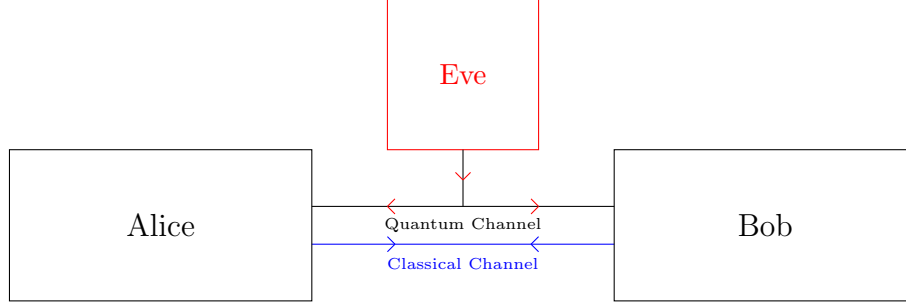 Eve
Alice
Quantum Channel
Bob
Classical Channel